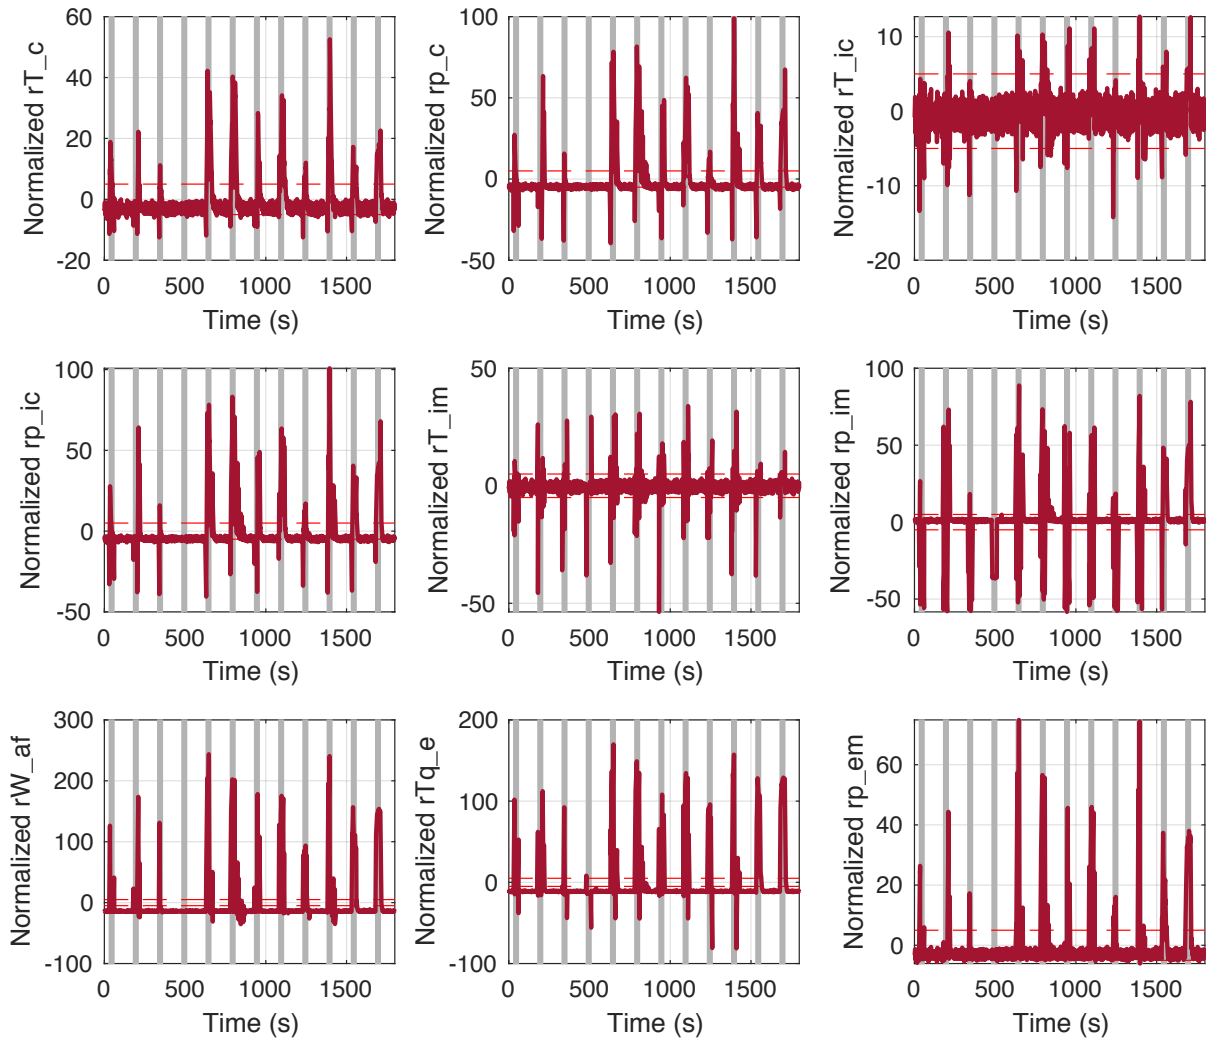 Normalized rT_c
60
40
20
0
-20
0 500 1000 1500
Time (s)
Normalized rp_c
100
50
0
-50
0 500 1000 1500
Time (s)
Normalized rT_ic
10
0
-10
-20
0 500 1000 1500
Time (s)
Normalized rp_ic
100
50
0
-50
0 500 1000 1500
Time (s)
Normalized rT_im
50
0
-50
0 500 1000 1500
Time (s)
Normalized rp_im
100
50
0
-50
0 500 1000 1500
Time (s)
Normalized rW_af
300
200
100
0
-100
0 500 1000 1500
Time (s)
Normalized rTq_e
200
100
0
-100
0 500 1000 1500
Time (s)
Normalized rp_em
60
40
20
0
0 500 1000 1500
Time (s)